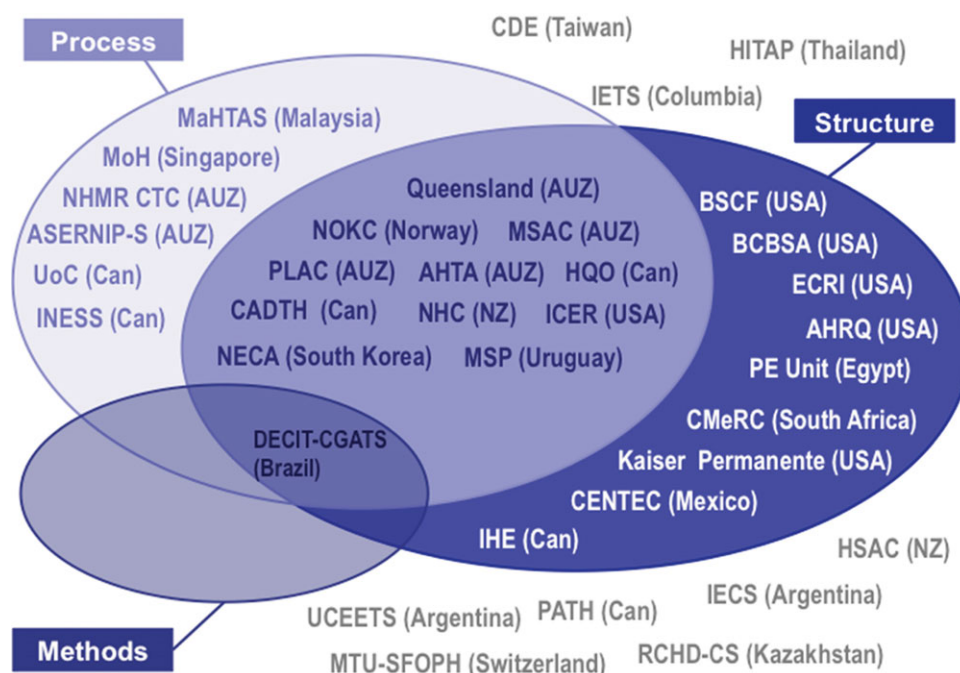 Process
CDE (Taiwan)
HITAP (Thailand)
IETS (Columbia)
Structure
MaHTAS (Malaysia)
MoH (Singapore)
NHMR CTC (AUZ)
ASERNIP-S (AUZ)
UoC (Can)
INESS (Can)
Queensland (AUZ)
NOKC (Norway) MSAC (AUZ)
PLAC (AUZ) AHTA (AUZ) HQO (Can)
CADTH (Can) NHC (NZ) ICER (USA)
NECA (South Korea) MSP (Uruguay)
BSCF (USA)
BCBSA (USA)
ECRI (USA)
AHRQ (USA)
PE Unit (Egypt)
CMeRC (South Africa)
Kaiser Permanente (USA)
CENTEC (Mexico)
IHE (Can)
DECIT-CGATS
(Brazil)
Methods
HSAC (NZ)
IECS (Argentina)
UCEETS (Argentina) PATH (Can)
MTU-SFOPH (Switzerland) RCHD-CS (Kazakhstan)